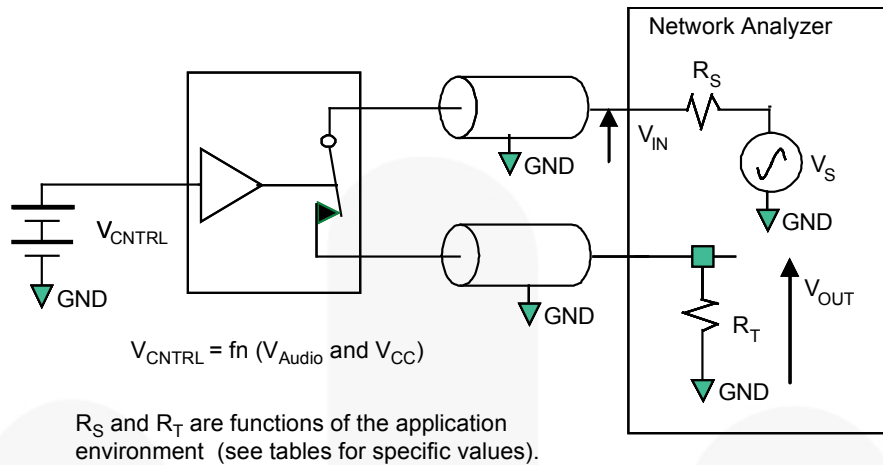 Network Analyzer
R_S
V_IN
V_S
GND
GND
V_CNTRL
GND
GND
V_OUT
R_T
GND
V_CNTRL = fn (V_Audio and V_CC)
R_S and R_T are functions of the application
environment (see tables for specific values).